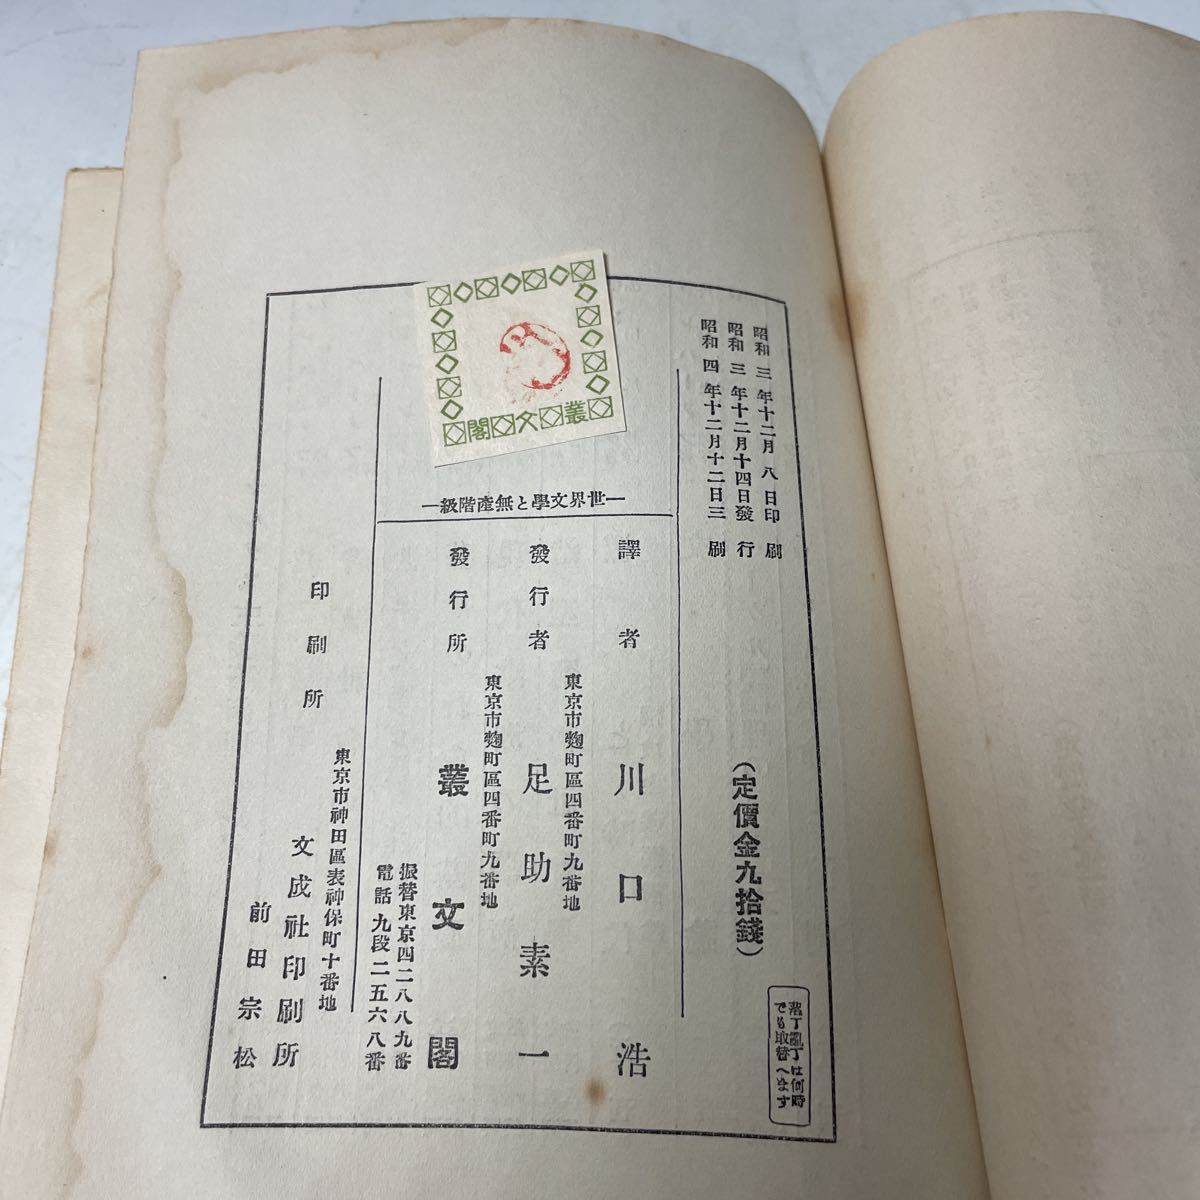 昭和三年十二月八日印刷
昭和三年十二月十四日發行
昭和四年十二月十二日三刷
(定價金九拾錢)
落丁亂丁は何時
でも取替へます
叢文閣
―世界文學と無產階級―
譯者 川口浩
東京市麴町區四番町九番地
發行者 足助素一
東京市麴町區四番町九番地
發行所 叢文閣
振替東京四二八八九番
電話九段二五六八番
東京市神田區表神保町十番地
印刷所 文成社印刷所
前田宗松